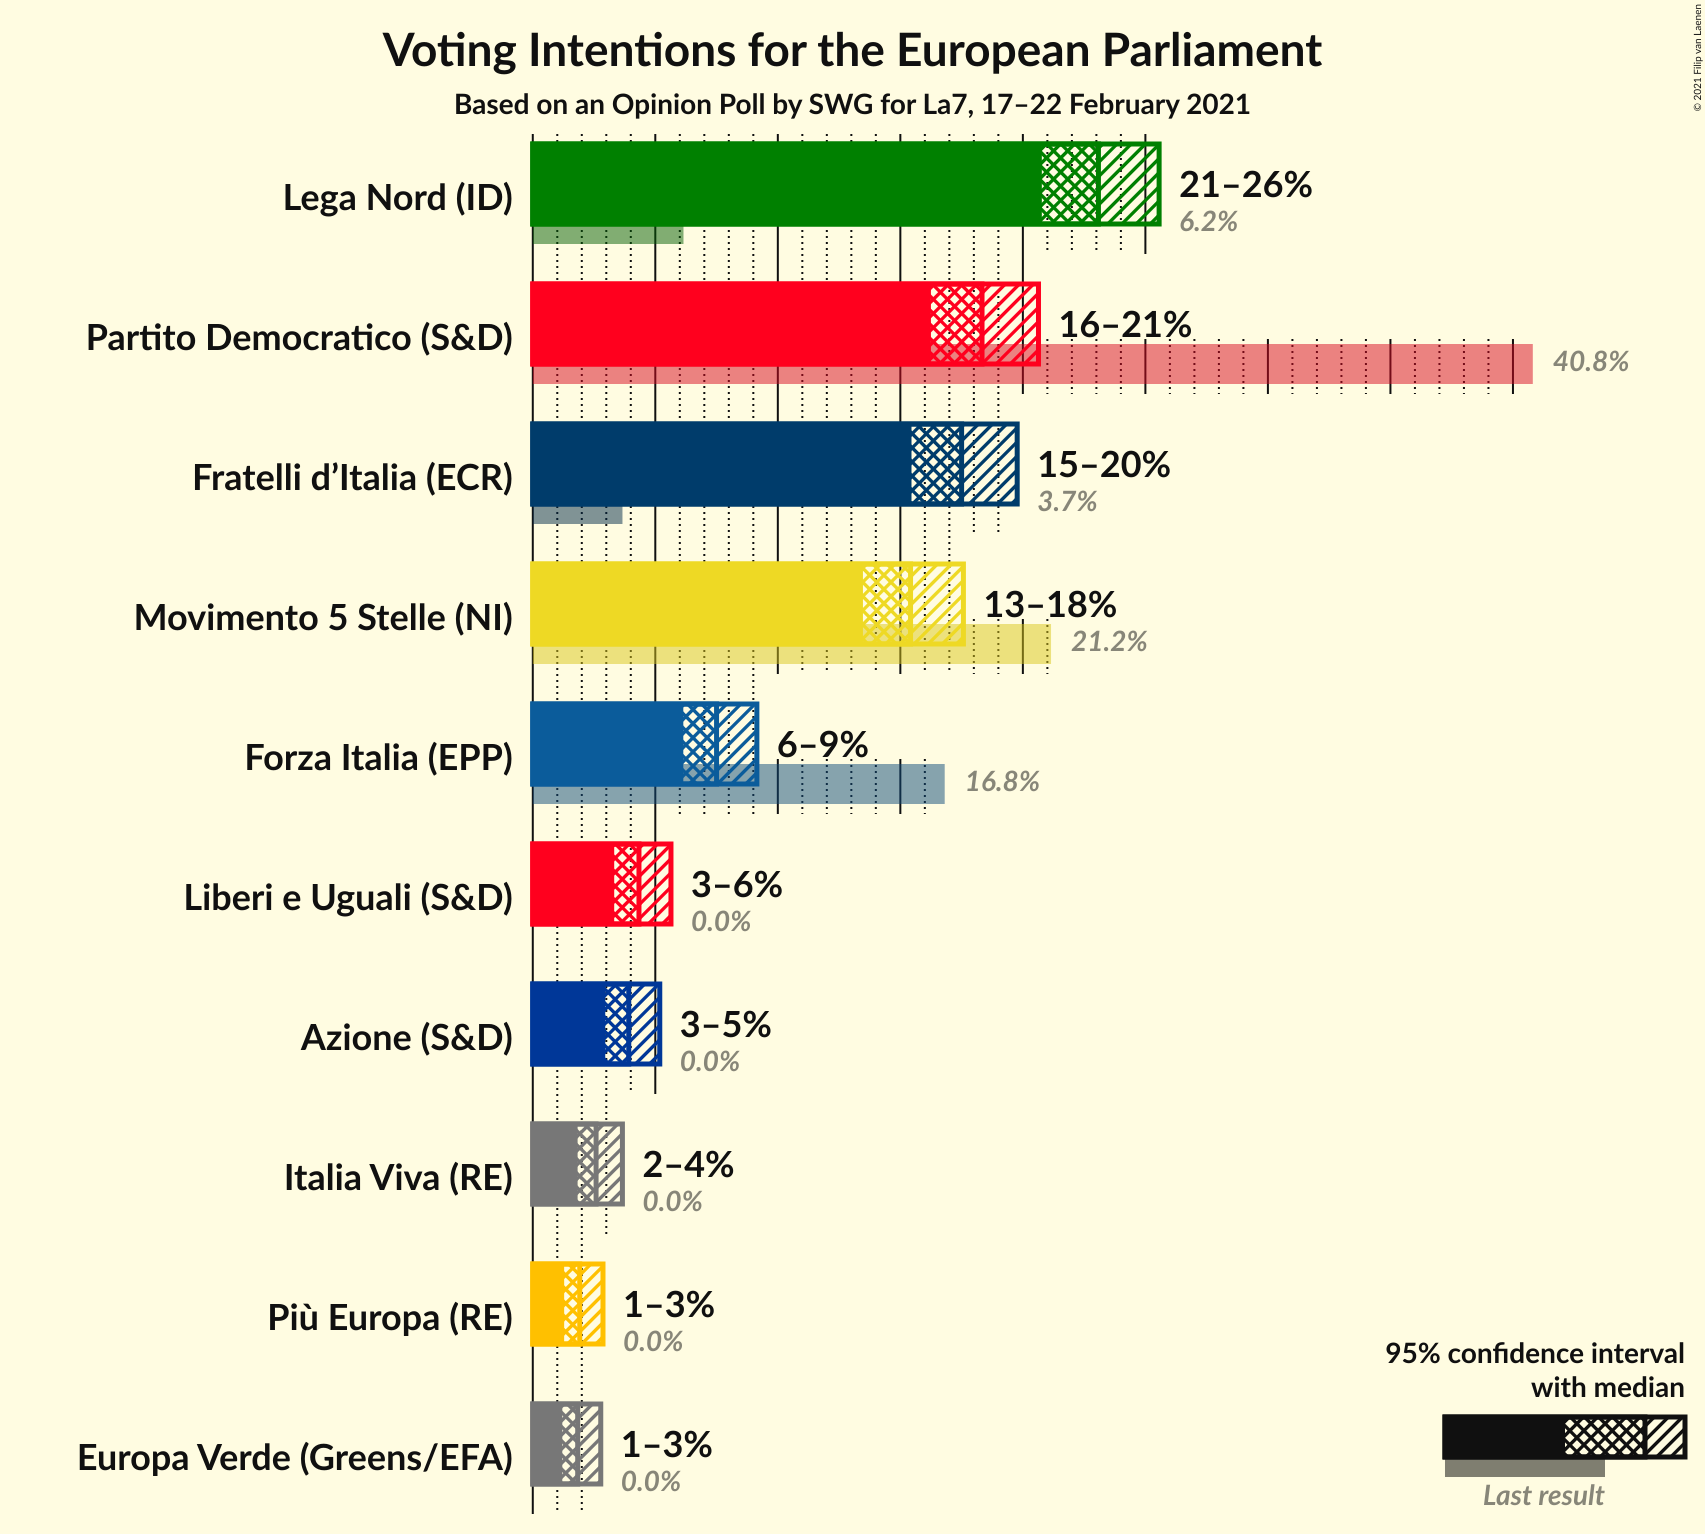 Voting Intentions for the European Parliament
Based on an Opinion Poll by SWG for La7, 17–22 February 2021
© 2021 Filip van Laenen
Lega Nord (ID)
21–26%
6.2%
Partito Democratico (S&D)
16–21%
40.8%
Fratelli d’Italia (ECR)
15–20%
3.7%
Movimento 5 Stelle (NI)
13–18%
21.2%
Forza Italia (EPP)
6–9%
16.8%
Liberi e Uguali (S&D)
3–6%
0.0%
Azione (S&D)
3–5%
0.0%
Italia Viva (RE)
2–4%
0.0%
Più Europa (RE)
1–3%
0.0%
Europa Verde (Greens/EFA)
1–3%
0.0%
95% confidence interval
with median
Last result